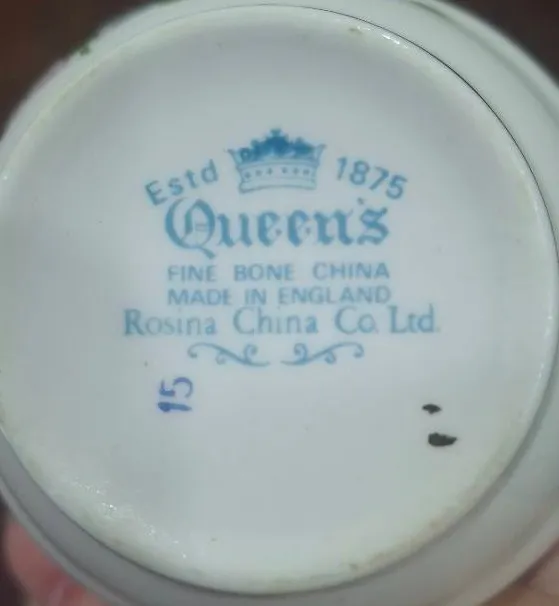 Estd 1875
Queen's
FINE BONE CHINA
MADE IN ENGLAND
Rosina China Co. Ltd.
15